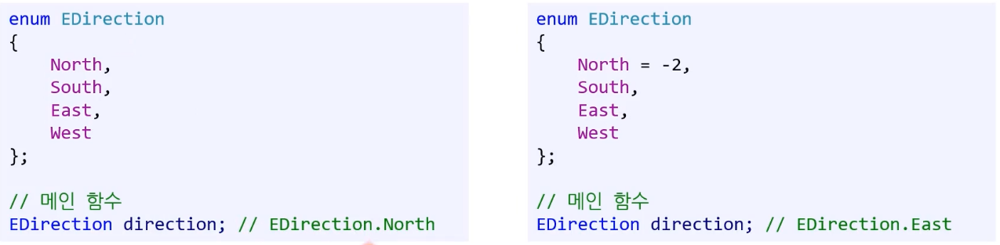 enum EDirection
{
    North,
    South,
    East,
    West
};
// 메인 함수
EDirection direction; // EDirection.North
enum EDirection
{
    North = -2,
    South,
    East,
    West
};
// 메인 함수
EDirection direction; // EDirection.East